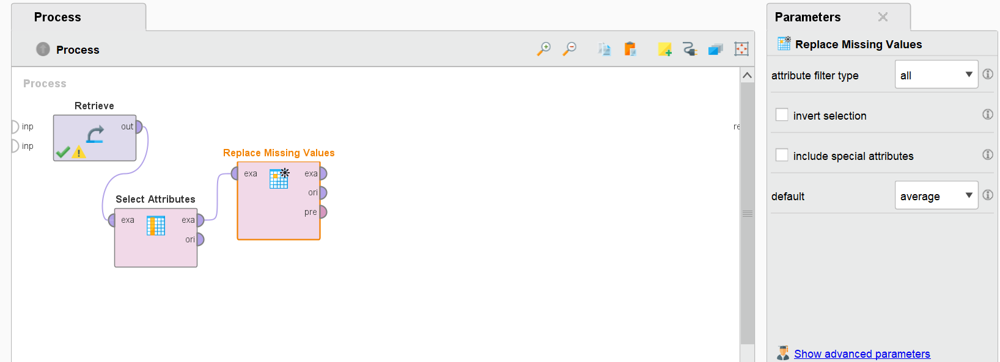 Process
Process
Process
Retrieve
inp
out
inp
Replace Missing Values
exa
exa
ori
pre
Select Attributes
exa
exa
ori
re
Parameters
Replace Missing Values
attribute filter type
all
invert selection
include special attributes
default
average
Show advanced parameters